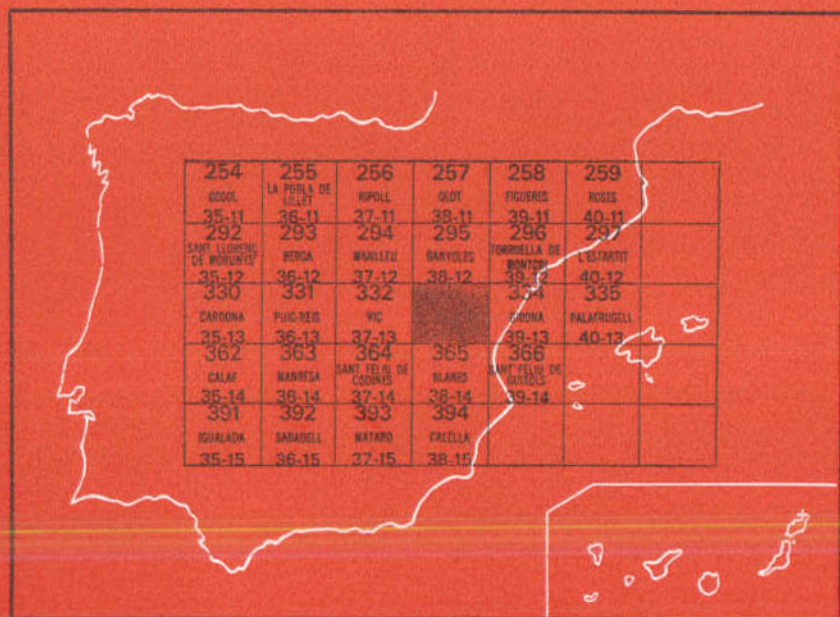 254 255 256 257 258 259
GOSOL LA POBLA DE LILLET RIPOLL OLOT FIGUERES ROSES
35-11 36-11 37-11 38-11 39-11 40-11
292 293 294 295 296 297
SANT LLORENÇ DE MORUNYS BERGA MANLLEU BANYOLES TORROELLA DE MONTGRI L'ESTARTIT
35-12 36-12 37-12 38-12 39-12 40-12
330 331 332 334 335
CARDONA PUIG-REIG VIC GIRONA PALAFRUGELL
35-13 36-13 37-13 39-13 40-13
362 363 364 365 366
CALAF MANRESA SANT FELIU DE CODINES BLANES SANT FELIU DE GUIXOLS
35-14 36-14 37-14 38-14 39-14
391 392 393 394
IGUALADA SABADELL MATARO CALELLA
35-15 36-15 37-15 38-15